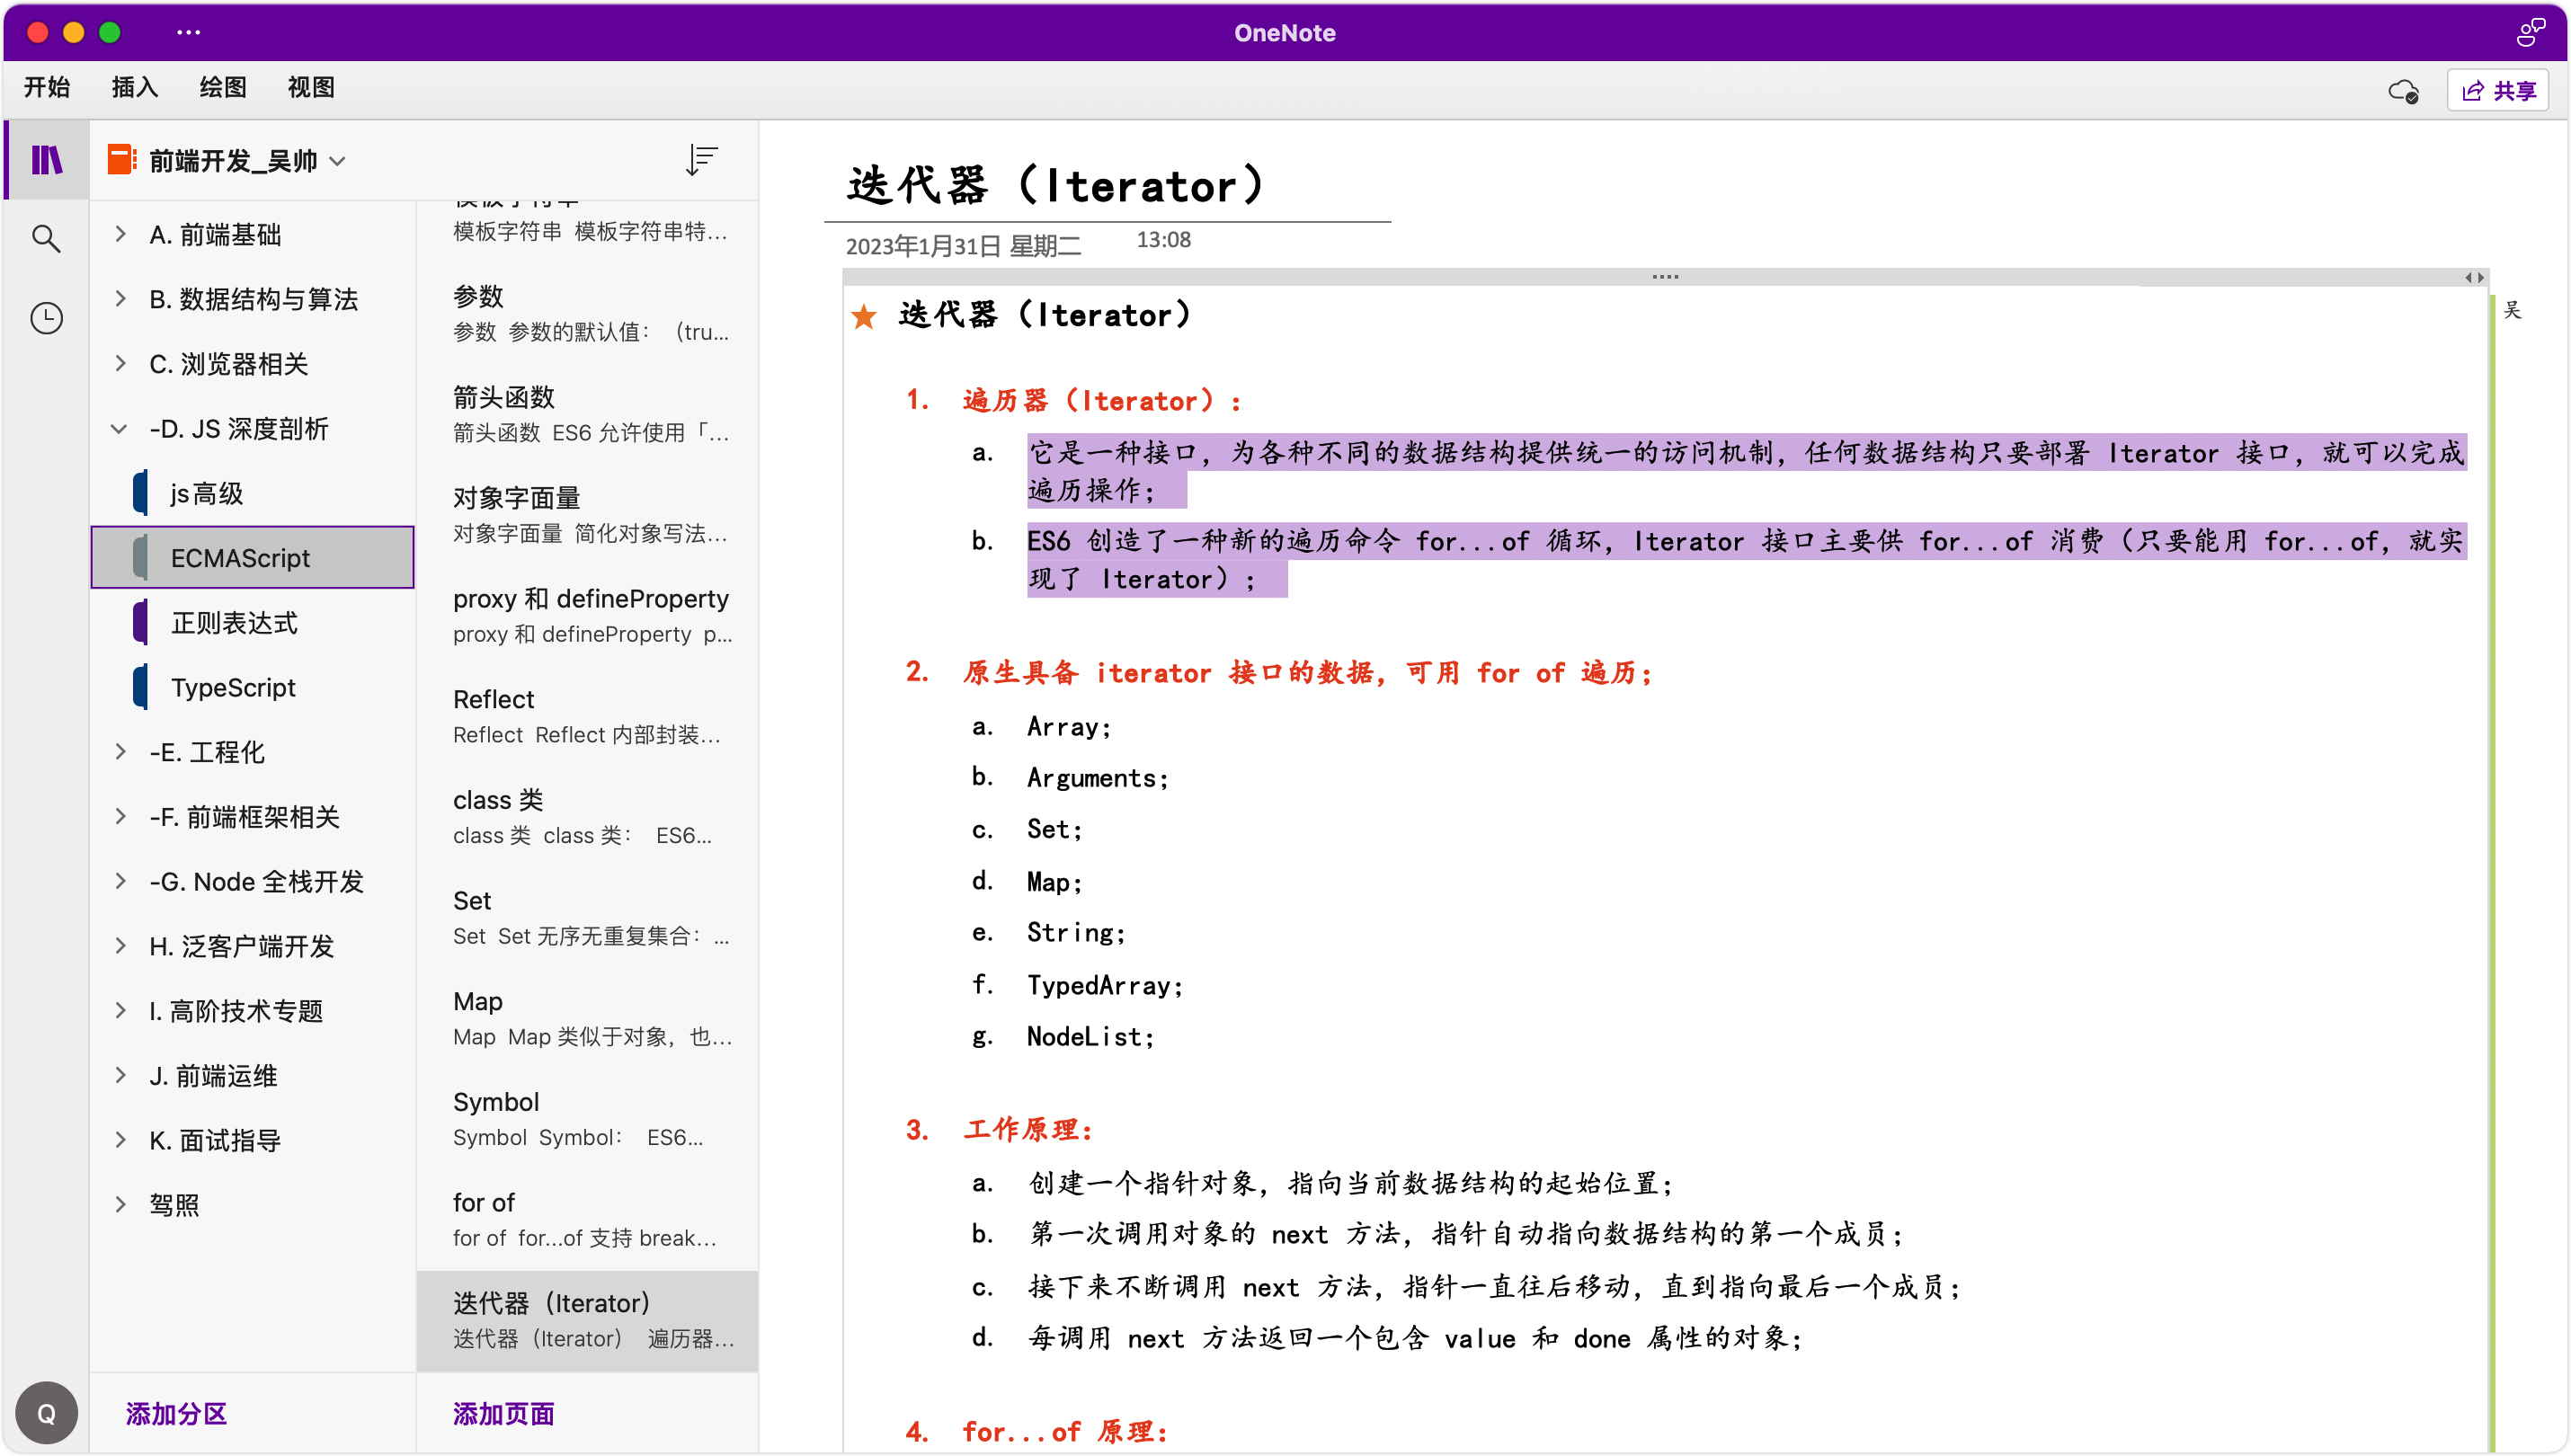 OneNote
开始 插入 绘图 视图
共享
前端开发_吴帅
A. 前端基础
B. 数据结构与算法
C. 浏览器相关
-D. JS 深度剖析
js高级
ECMAScript
正则表达式
TypeScript
-E. 工程化
-F. 前端框架相关
-G. Node 全栈开发
H. 泛客户端开发
I. 高阶技术专题
J. 前端运维
K. 面试指导
驾照
添加分区
Q
模板字符串
模板字符串 模板字符串特...
参数
参数 参数的默认值：（tru...
箭头函数
箭头函数 ES6 允许使用「...
对象字面量
对象字面量 简化对象写法...
proxy 和 defineProperty
proxy 和 defineProperty p...
Reflect
Reflect Reflect 内部封装...
class 类
class 类 class 类： ES6...
Set
Set Set 无序无重复集合：...
Map
Map Map 类似于对象，也...
Symbol
Symbol Symbol： ES6...
for of
for of for...of 支持 break...
迭代器（Iterator）
迭代器（Iterator） 遍历器...
添加页面
迭代器（Iterator）
2023年1月31日 星期二 13:08
迭代器（Iterator）
吴
1. 遍历器（Iterator）：
a. 它是一种接口，为各种不同的数据结构提供统一的访问机制，任何数据结构只要部署 Iterator 接口，就可以完成
遍历操作；
b. ES6 创造了一种新的遍历命令 for...of 循环，Iterator 接口主要供 for...of 消费（只要能用 for...of，就实
现了 Iterator）；
2. 原生具备 iterator 接口的数据，可用 for of 遍历；
a. Array；
b. Arguments；
c. Set；
d. Map；
e. String；
f. TypedArray；
g. NodeList；
3. 工作原理：
a. 创建一个指针对象，指向当前数据结构的起始位置；
b. 第一次调用对象的 next 方法，指针自动指向数据结构的第一个成员；
c. 接下来不断调用 next 方法，指针一直往后移动，直到指向最后一个成员；
d. 每调用 next 方法返回一个包含 value 和 done 属性的对象；
4. for...of 原理：